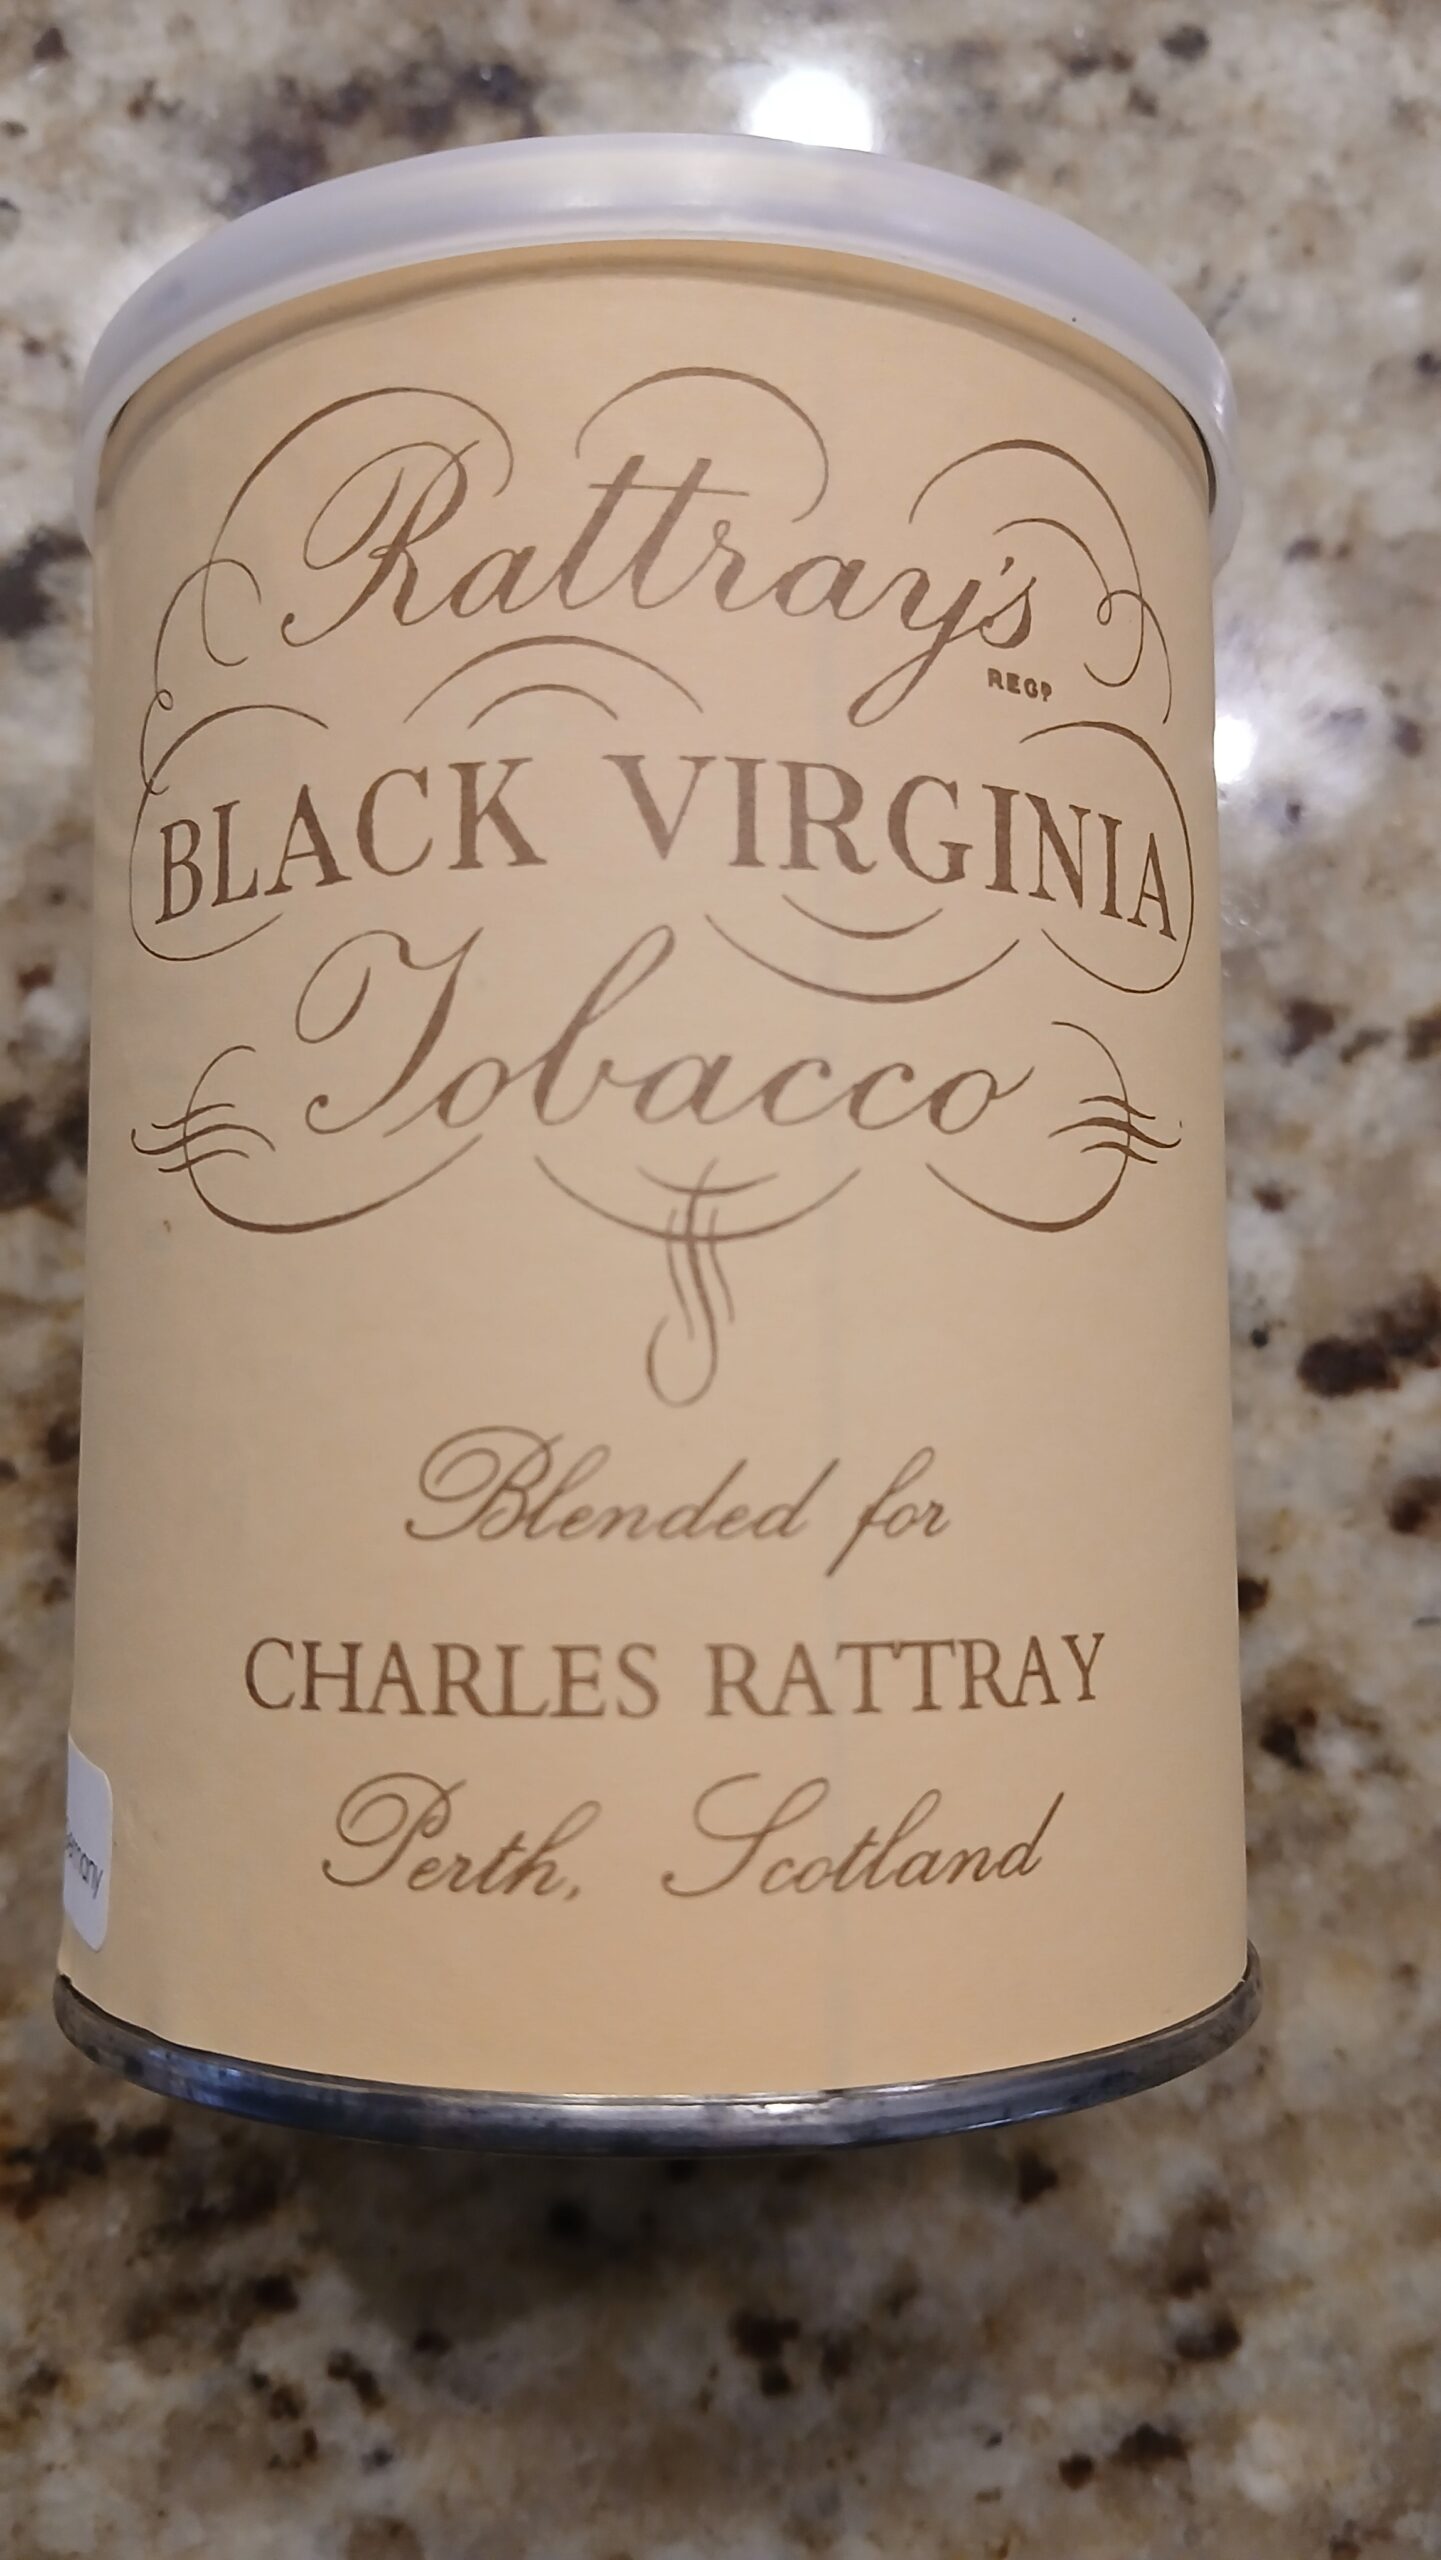 Rattray's
REGD
BLACK VIRGINIA
Tobacco
Blended for
CHARLES RATTRAY
Perth, Scotland